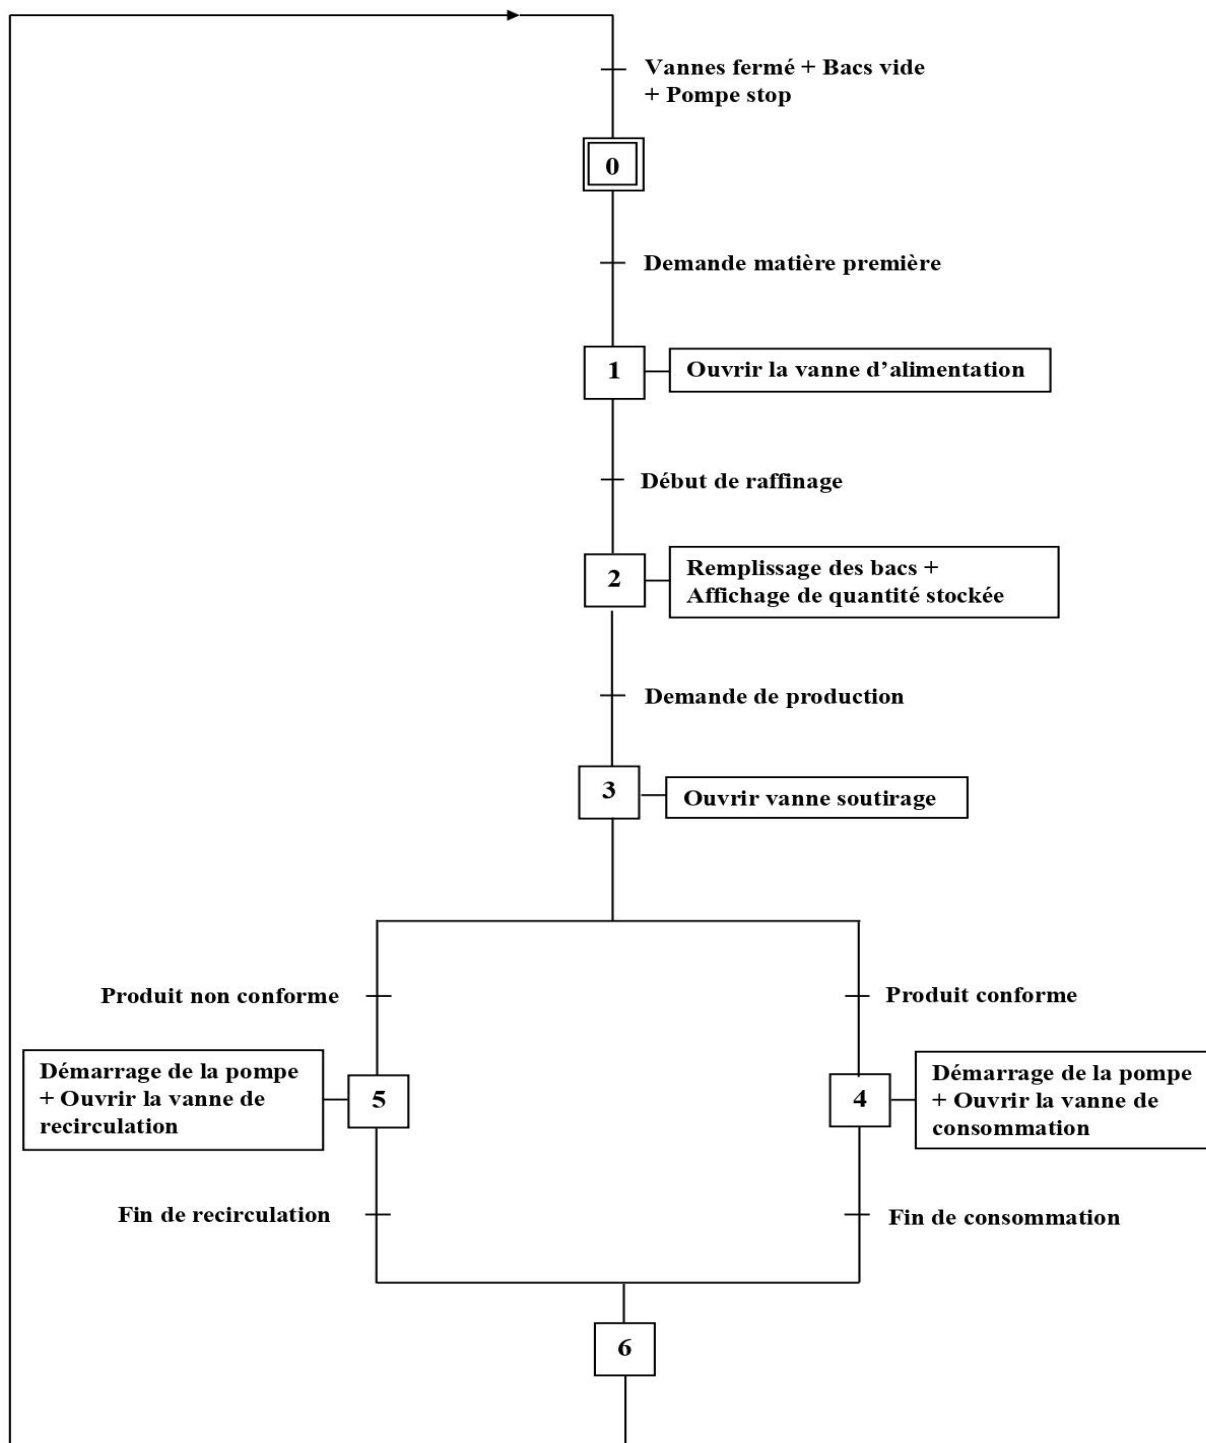 Vannes fermé + Bacs vide
+ Pompe stop
0
Demande matière première
1
Ouvrir la vanne d’alimentation
Début de raffinage
2
Remplissage des bacs +
Affichage de quantité stockée
Demande de production
3
Ouvrir vanne soutirage
Produit non conforme
Produit conforme
Démarrage de la pompe
+ Ouvrir la vanne de
recirculation
5
4
Démarrage de la pompe
+ Ouvrir la vanne de
consommation
Fin de recirculation
Fin de consommation
6